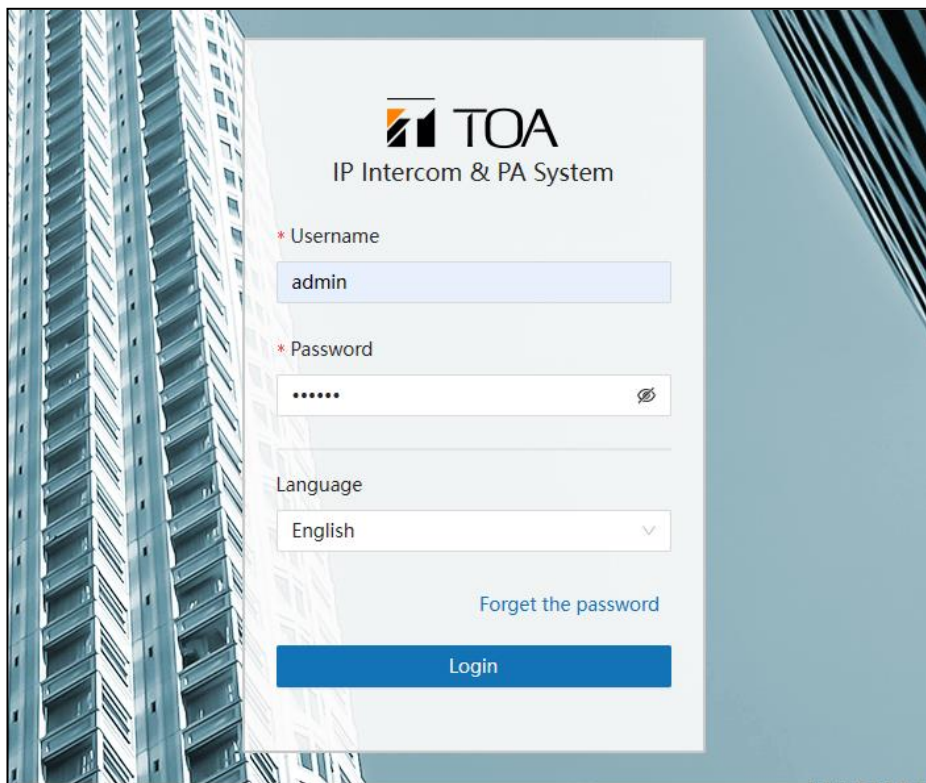 TOA
IP Intercom & PA System
* Username
admin
* Password
••••••
Language
English
Forget the password
Login